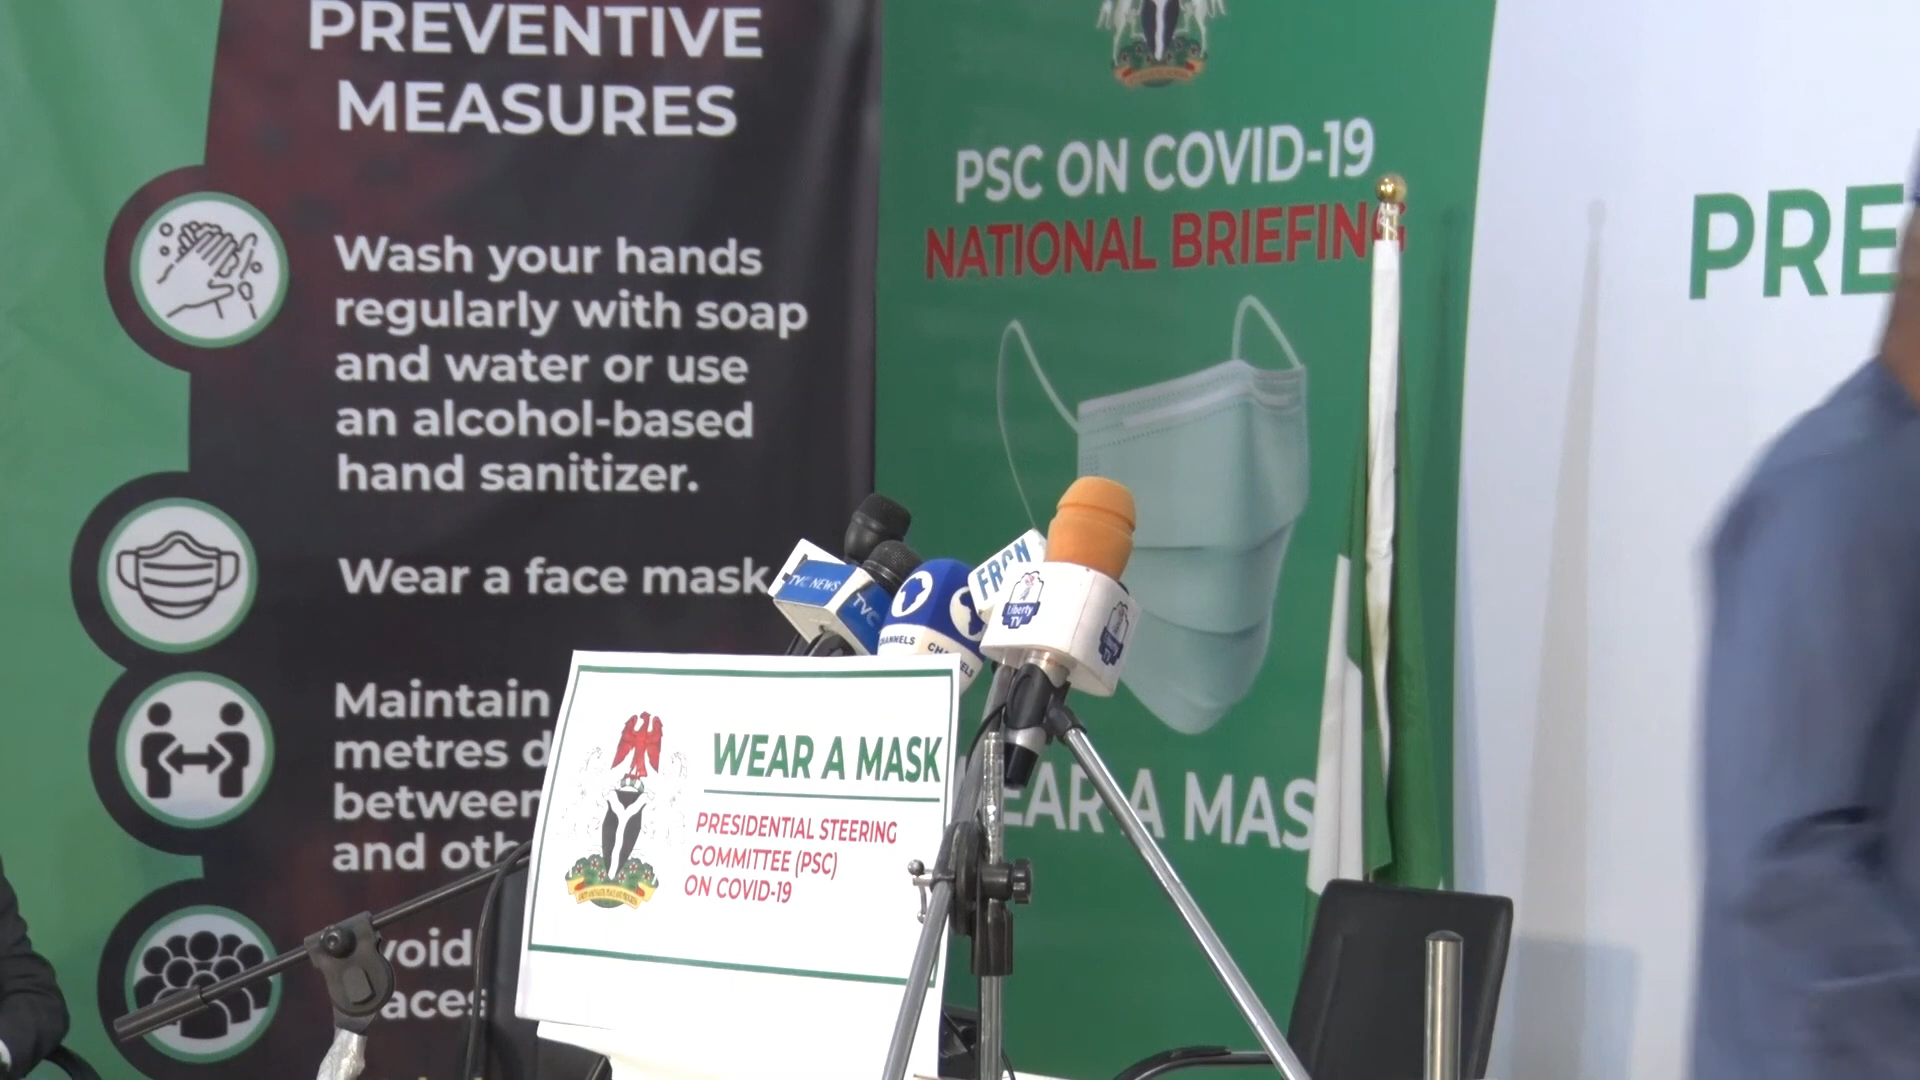 PREVENTIVE
MEASURES
Wash your hands
regularly with soap
and water or use
an alcohol-based
hand sanitizer.
Wear a face mask
Maintain
metres
between
and
PSC ON COVID-19
NATIONAL BRIEFING
A
TVC NEWS
TVC
CHANNELS
FRCN
Liberty
TV
WEAR A MASK
PRESIDENTIAL STEERING
COMMITTEE (PSC)
ON COVID-19
PRE